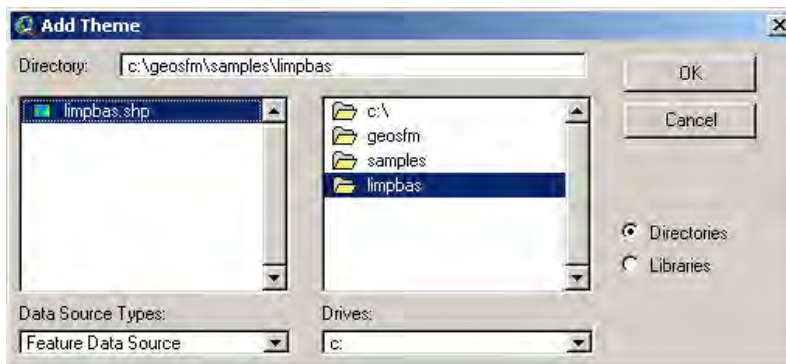 Add Theme
Directory: c:\geosfm\samples\limpbas
OK
Cancel
limpbas.shp
c:\
geosfm
samples
limpbas
Directories
Libraries
Data Source Types:
Feature Data Source
Drives:
c: